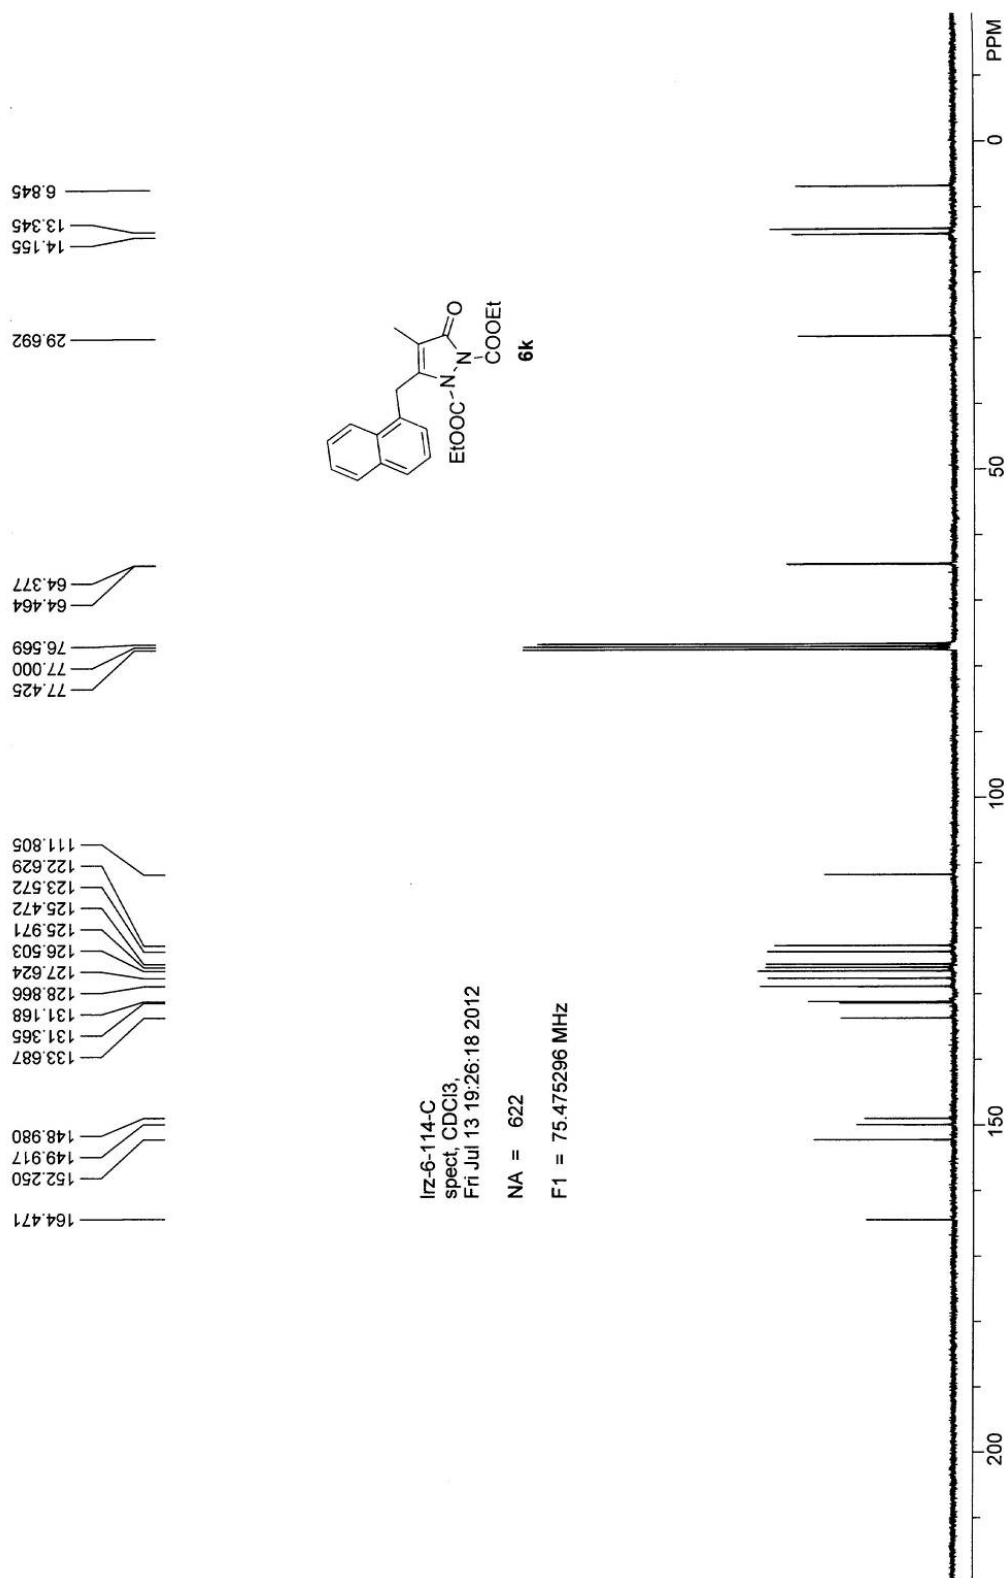 6.845
13.345
14.155
29.692
64.377
64.464
76.569
77.000
77.425
111.805
122.629
123.572
125.472
125.971
126.503
127.624
128.866
131.168
131.365
133.687
148.980
149.917
152.250
164.471
O
N
N
COOEt
EtOOC
6k
lrz-6-114-C
spect, CDCl3,
Fri Jul 13 19:26:18 2012
NA = 622
F1 = 75.475296 MHz
PPM
0
50
100
150
200